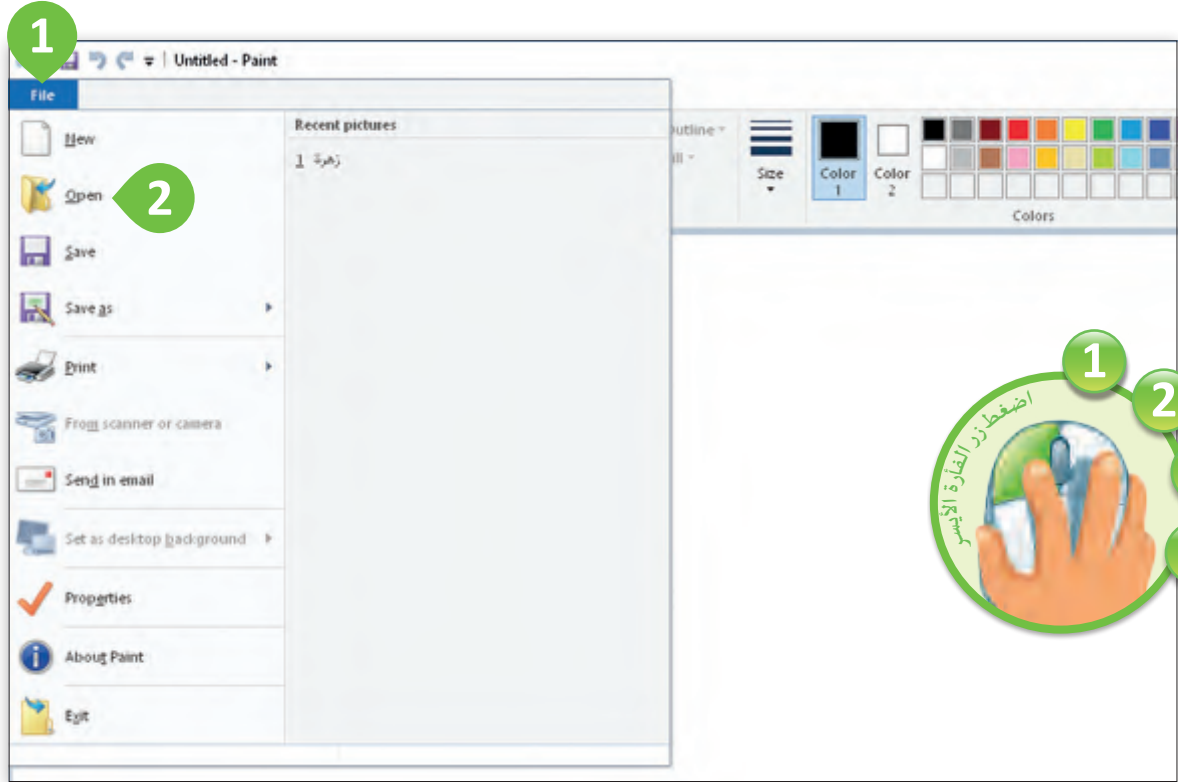 1
Untitled - Paint
File
New
Open
2
Save
Save as
Print
From scanner or camera
Send in email
Set as desktop background
Properties
About Paint
Exit
Recent pictures
1 زهرة
Size
Color 1
Color 2
Colors
1
2
اضغط زر الفأرة الأيسر